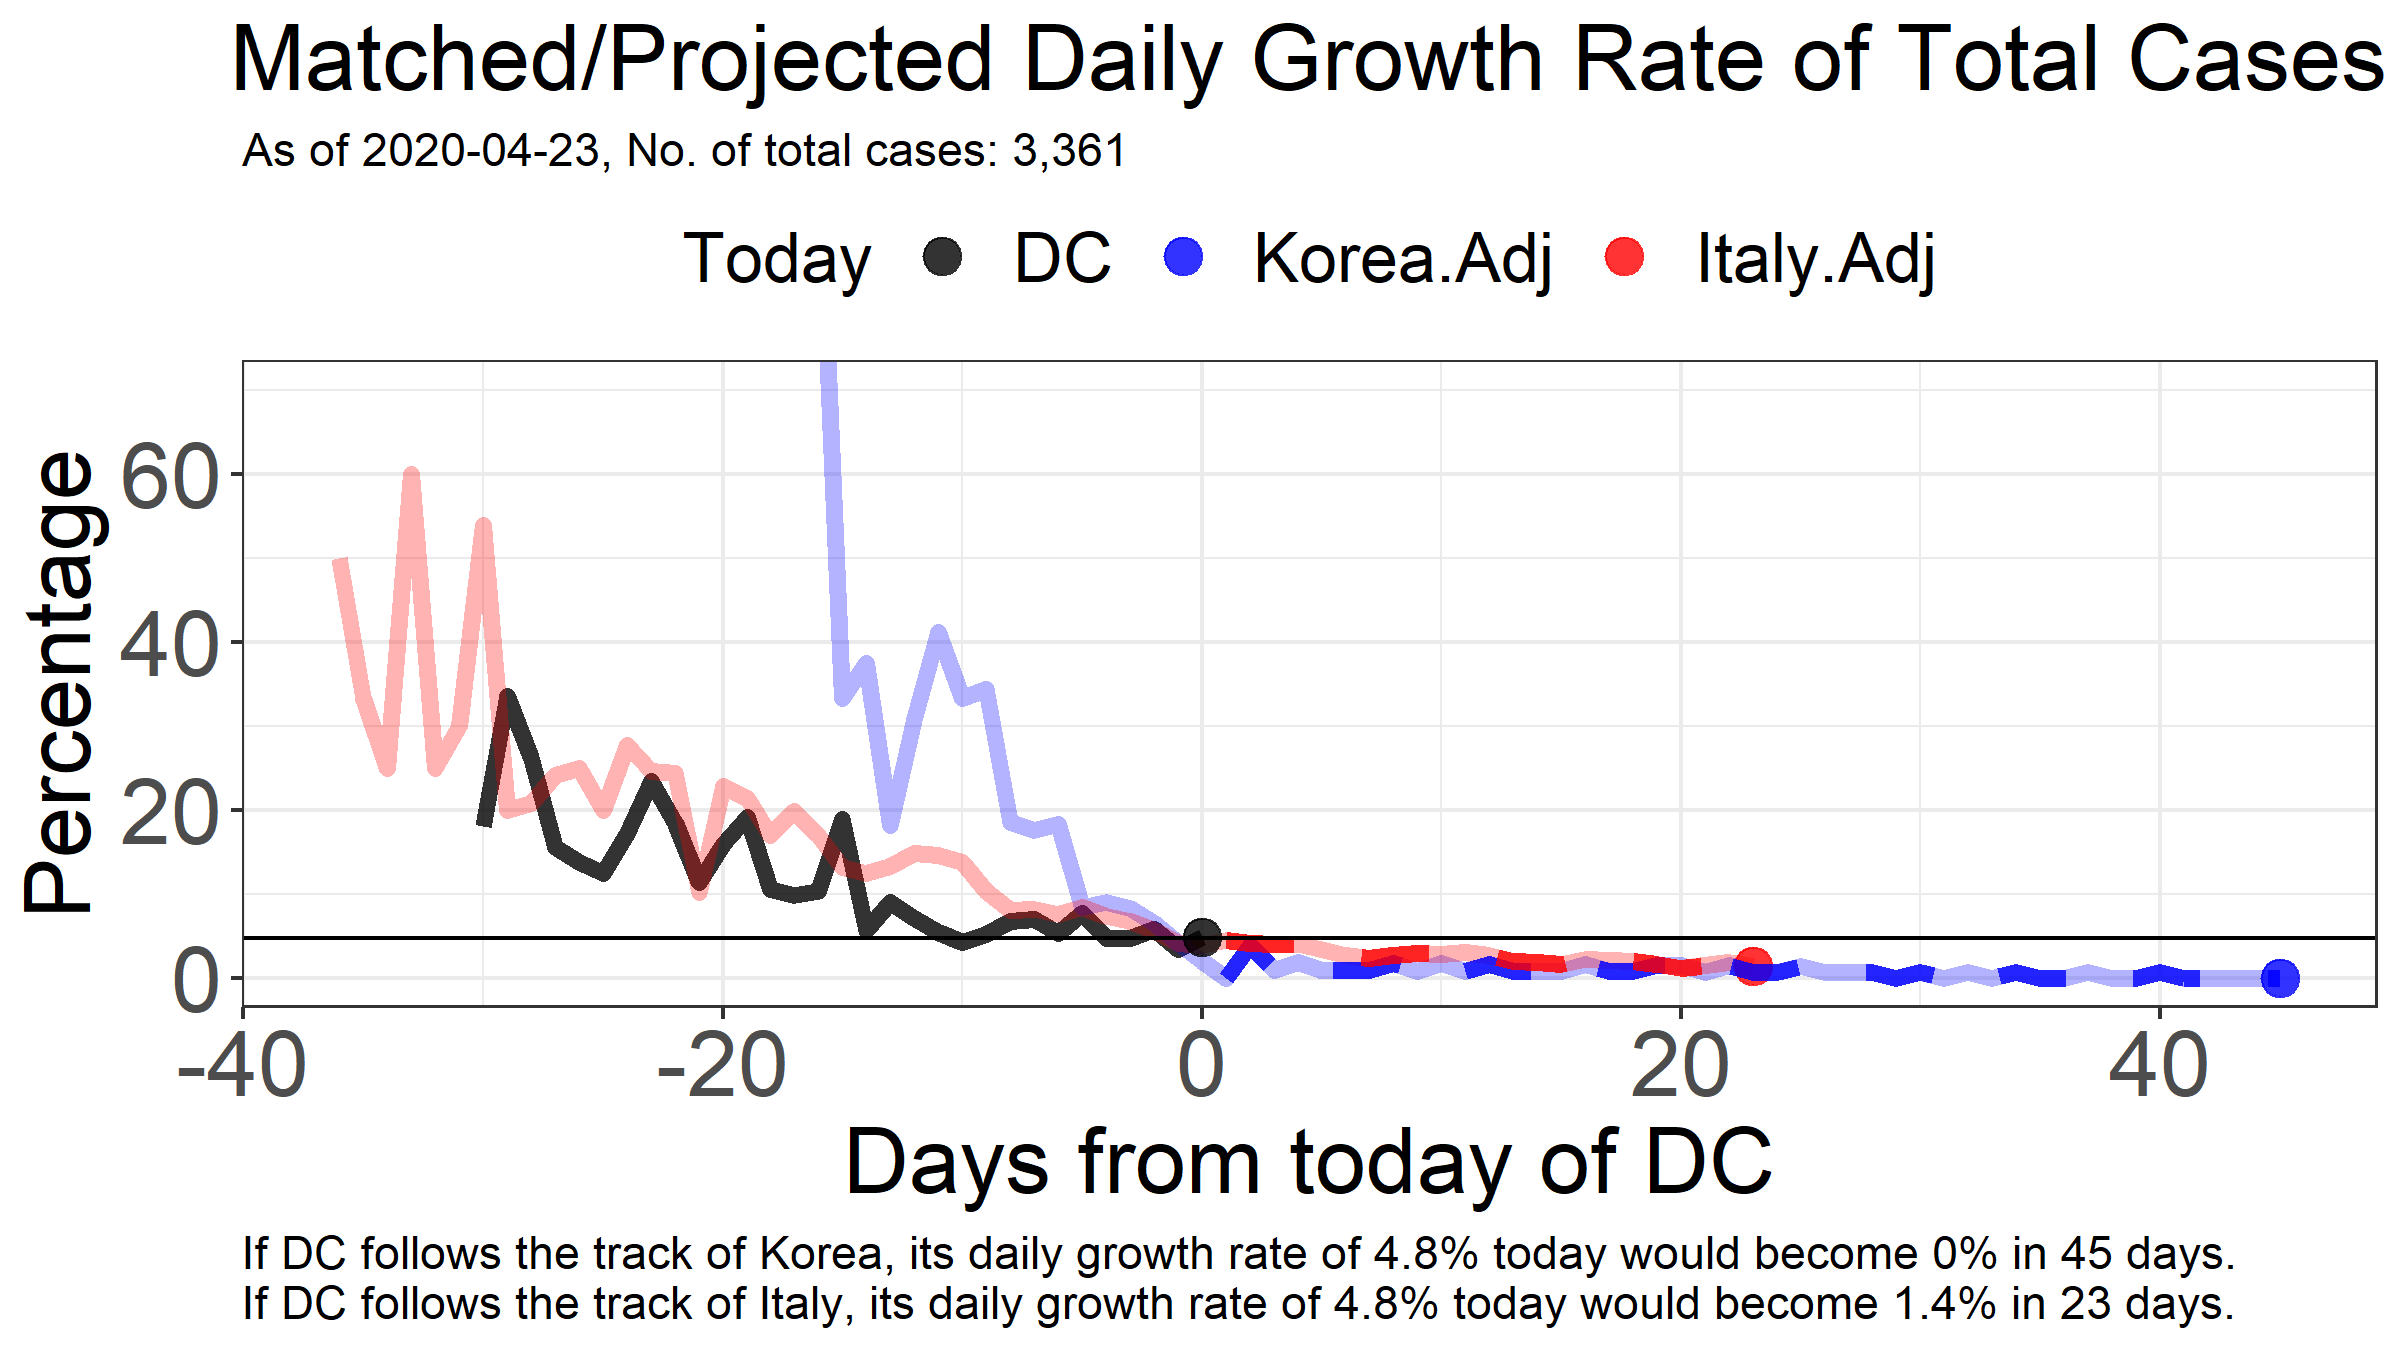 Matched/Projected Daily Growth Rate of Total Cases
As of 2020-04-23, No. of total cases: 3,361
Today DC Korea.Adj Italy.Adj
Percentage
60
40
20
0
-40 -20 0 20 40
Days from today of DC
If DC follows the track of Korea, its daily growth rate of 4.8% today would become 0% in 45 days.
If DC follows the track of Italy, its daily growth rate of 4.8% today would become 1.4% in 23 days.